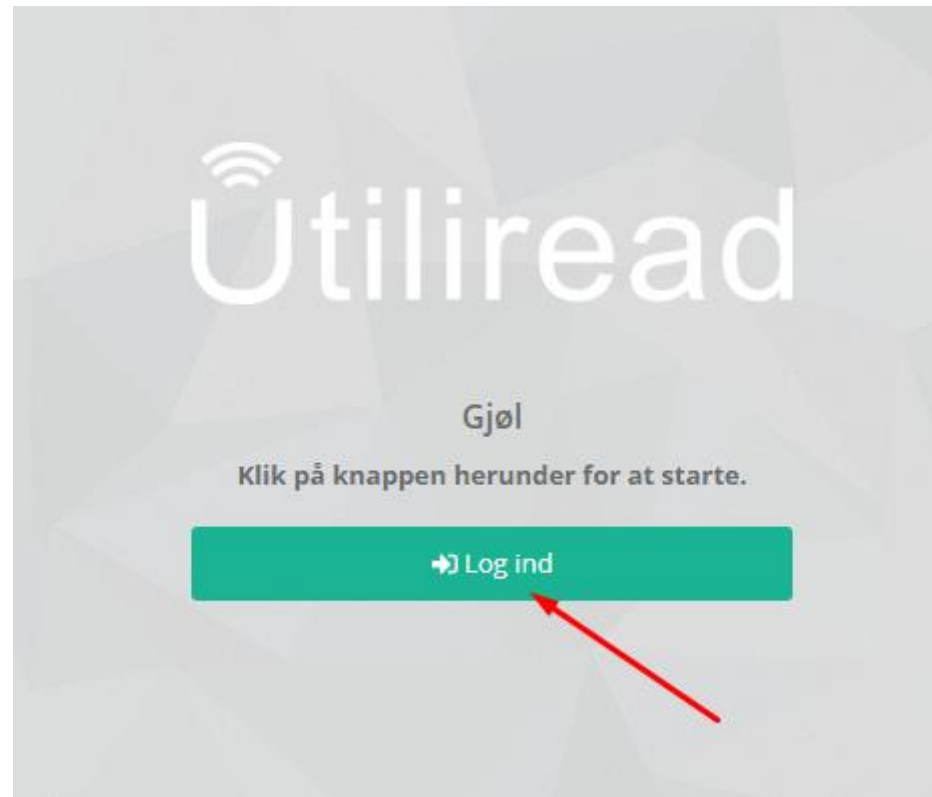 Utiliread
Gjøl
Klik på knappen herunder for at starte.
Log ind